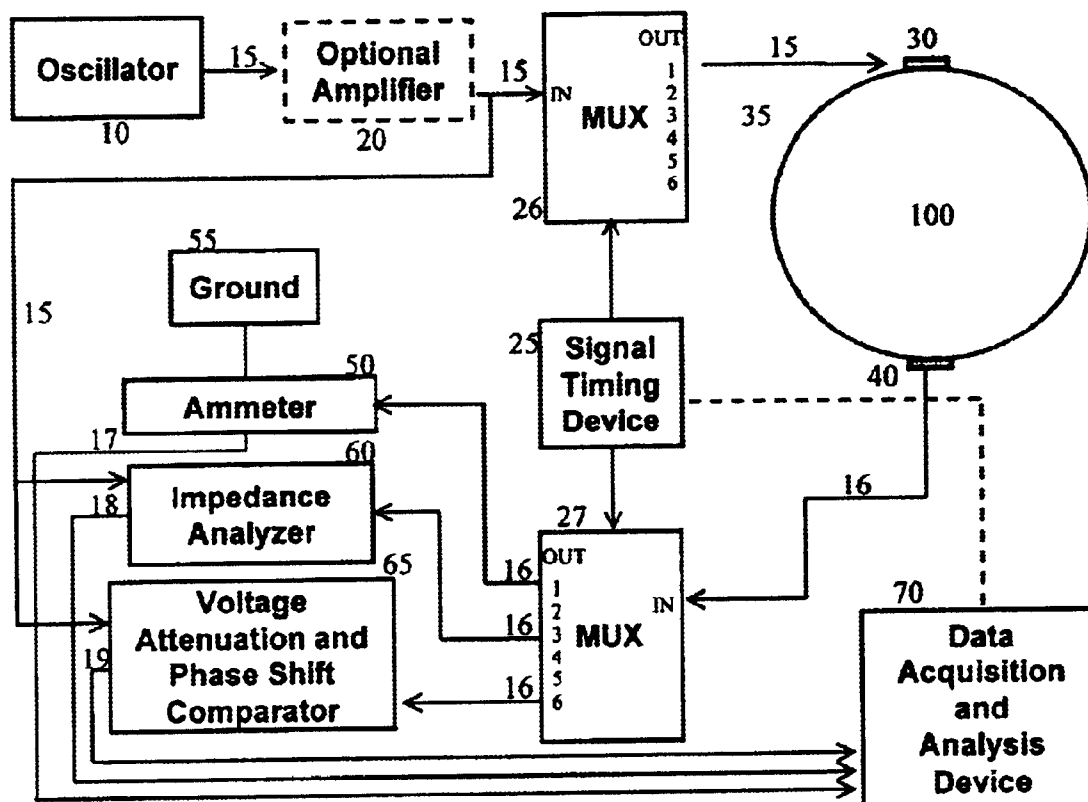 Oscillator
10
15
Optional
Amplifier
20
15
IN
MUX
OUT
1
2
3
4
5
6
26
15
30
35
100
40
55
Ground
15
25
Signal
Timing
Device
50
Ammeter
17
60
Impedance
Analyzer
18
65
Voltage
Attenuation and
Phase Shift
Comparator
19
16
16
16
27
OUT
1
2
3
4
5
6
MUX
IN
16
70
Data
Acquisition
and
Analysis
Device